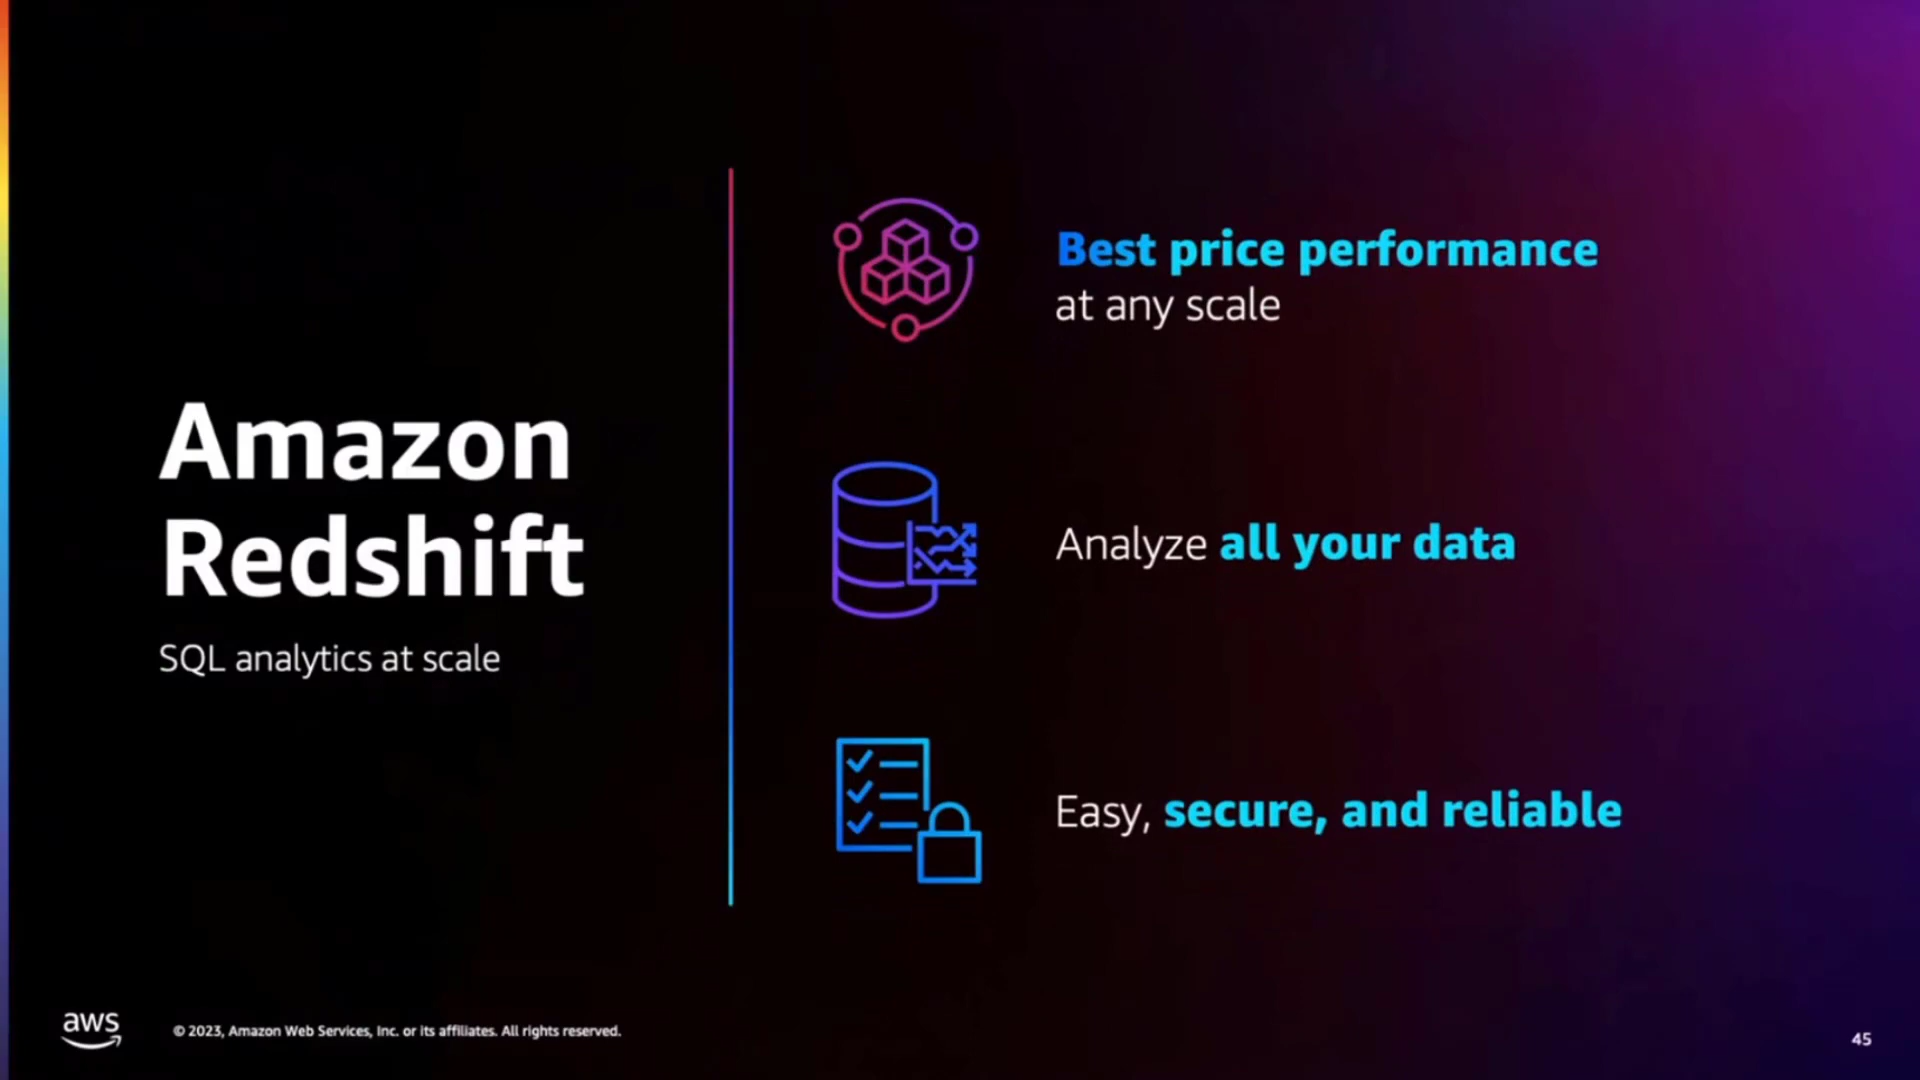 Amazon
Redshift
SQL analytics at scale
Best price performance
at any scale
Analyze all your data
Easy, secure, and reliable
aws
© 2023, Amazon Web Services, Inc. or its affiliates. All rights reserved.
45